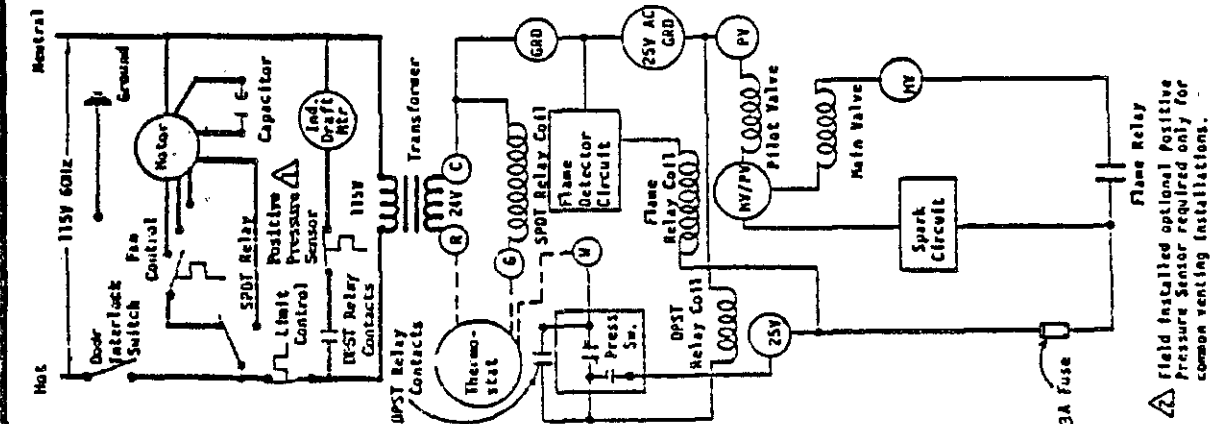 Hot
115V 60Hz
Neutral
Door
Interlock
Switch
Fan
Control
Motor
Ground
Capacitor
SPDT Relay
Positive
Pressure
Sensor
Limit
Control
DPST Relay
Contacts
Ind.
Draft
Mtr
115V
Transformer
24V
R
C
DPST Relay
Contacts
Thermo-
stat
G
SPDT Relay Coil
GRD
W
Press
Sw.
Flame
Detector
Circuit
25V AC
GRD
DPST
Relay Coil
Flame
Relay Coil
PV
Pilot Valve
MV/PV
25V
Main Valve
MV
Spark
Circuit
3A Fuse
Flame Relay
Field installed optional Positive
Pressure Sensor required only for
common venting installations.